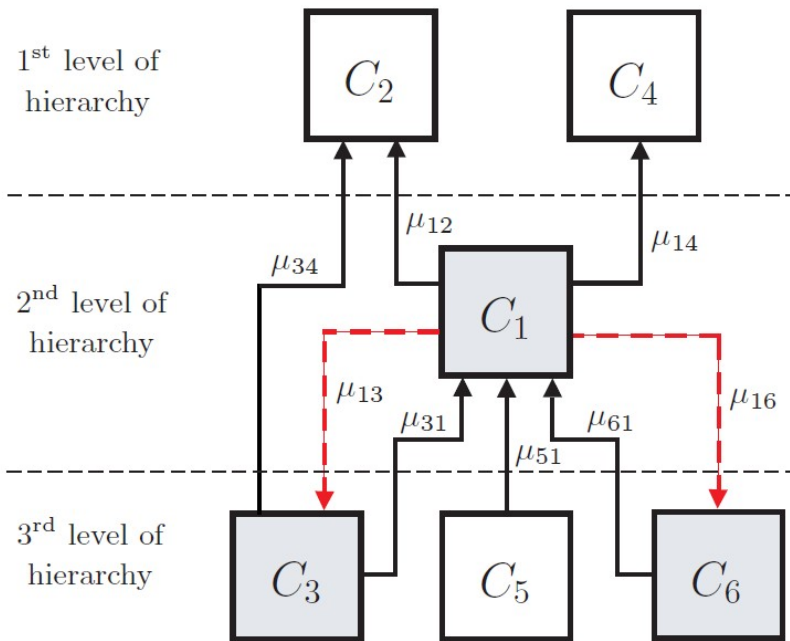 1st level of
hierarchy
C2
C4
μ12
μ34
μ14
2nd level of
hierarchy
C1
μ13
μ16
μ31
μ61
μ51
3rd level of
hierarchy
C3
C5
C6